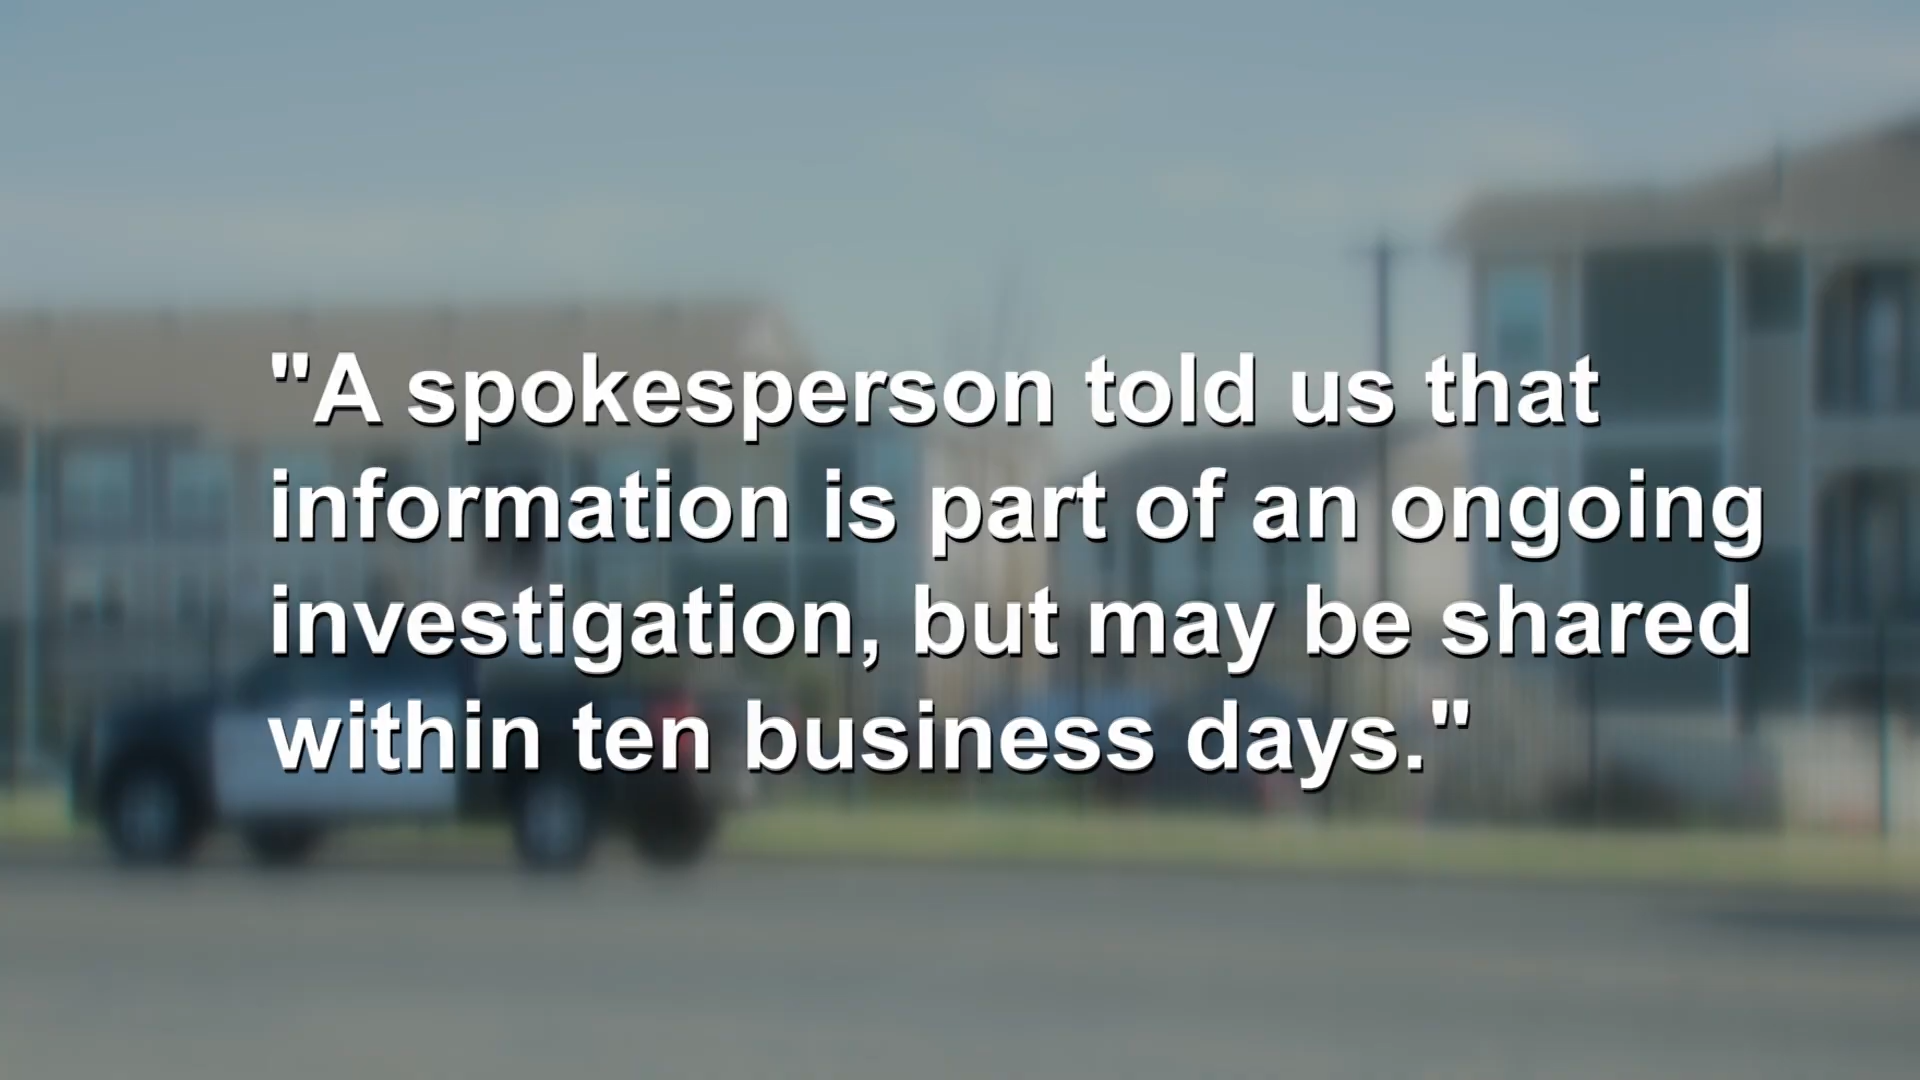 "A spokesperson told us that
information is part of an ongoing
investigation, but may be shared
within ten business days."